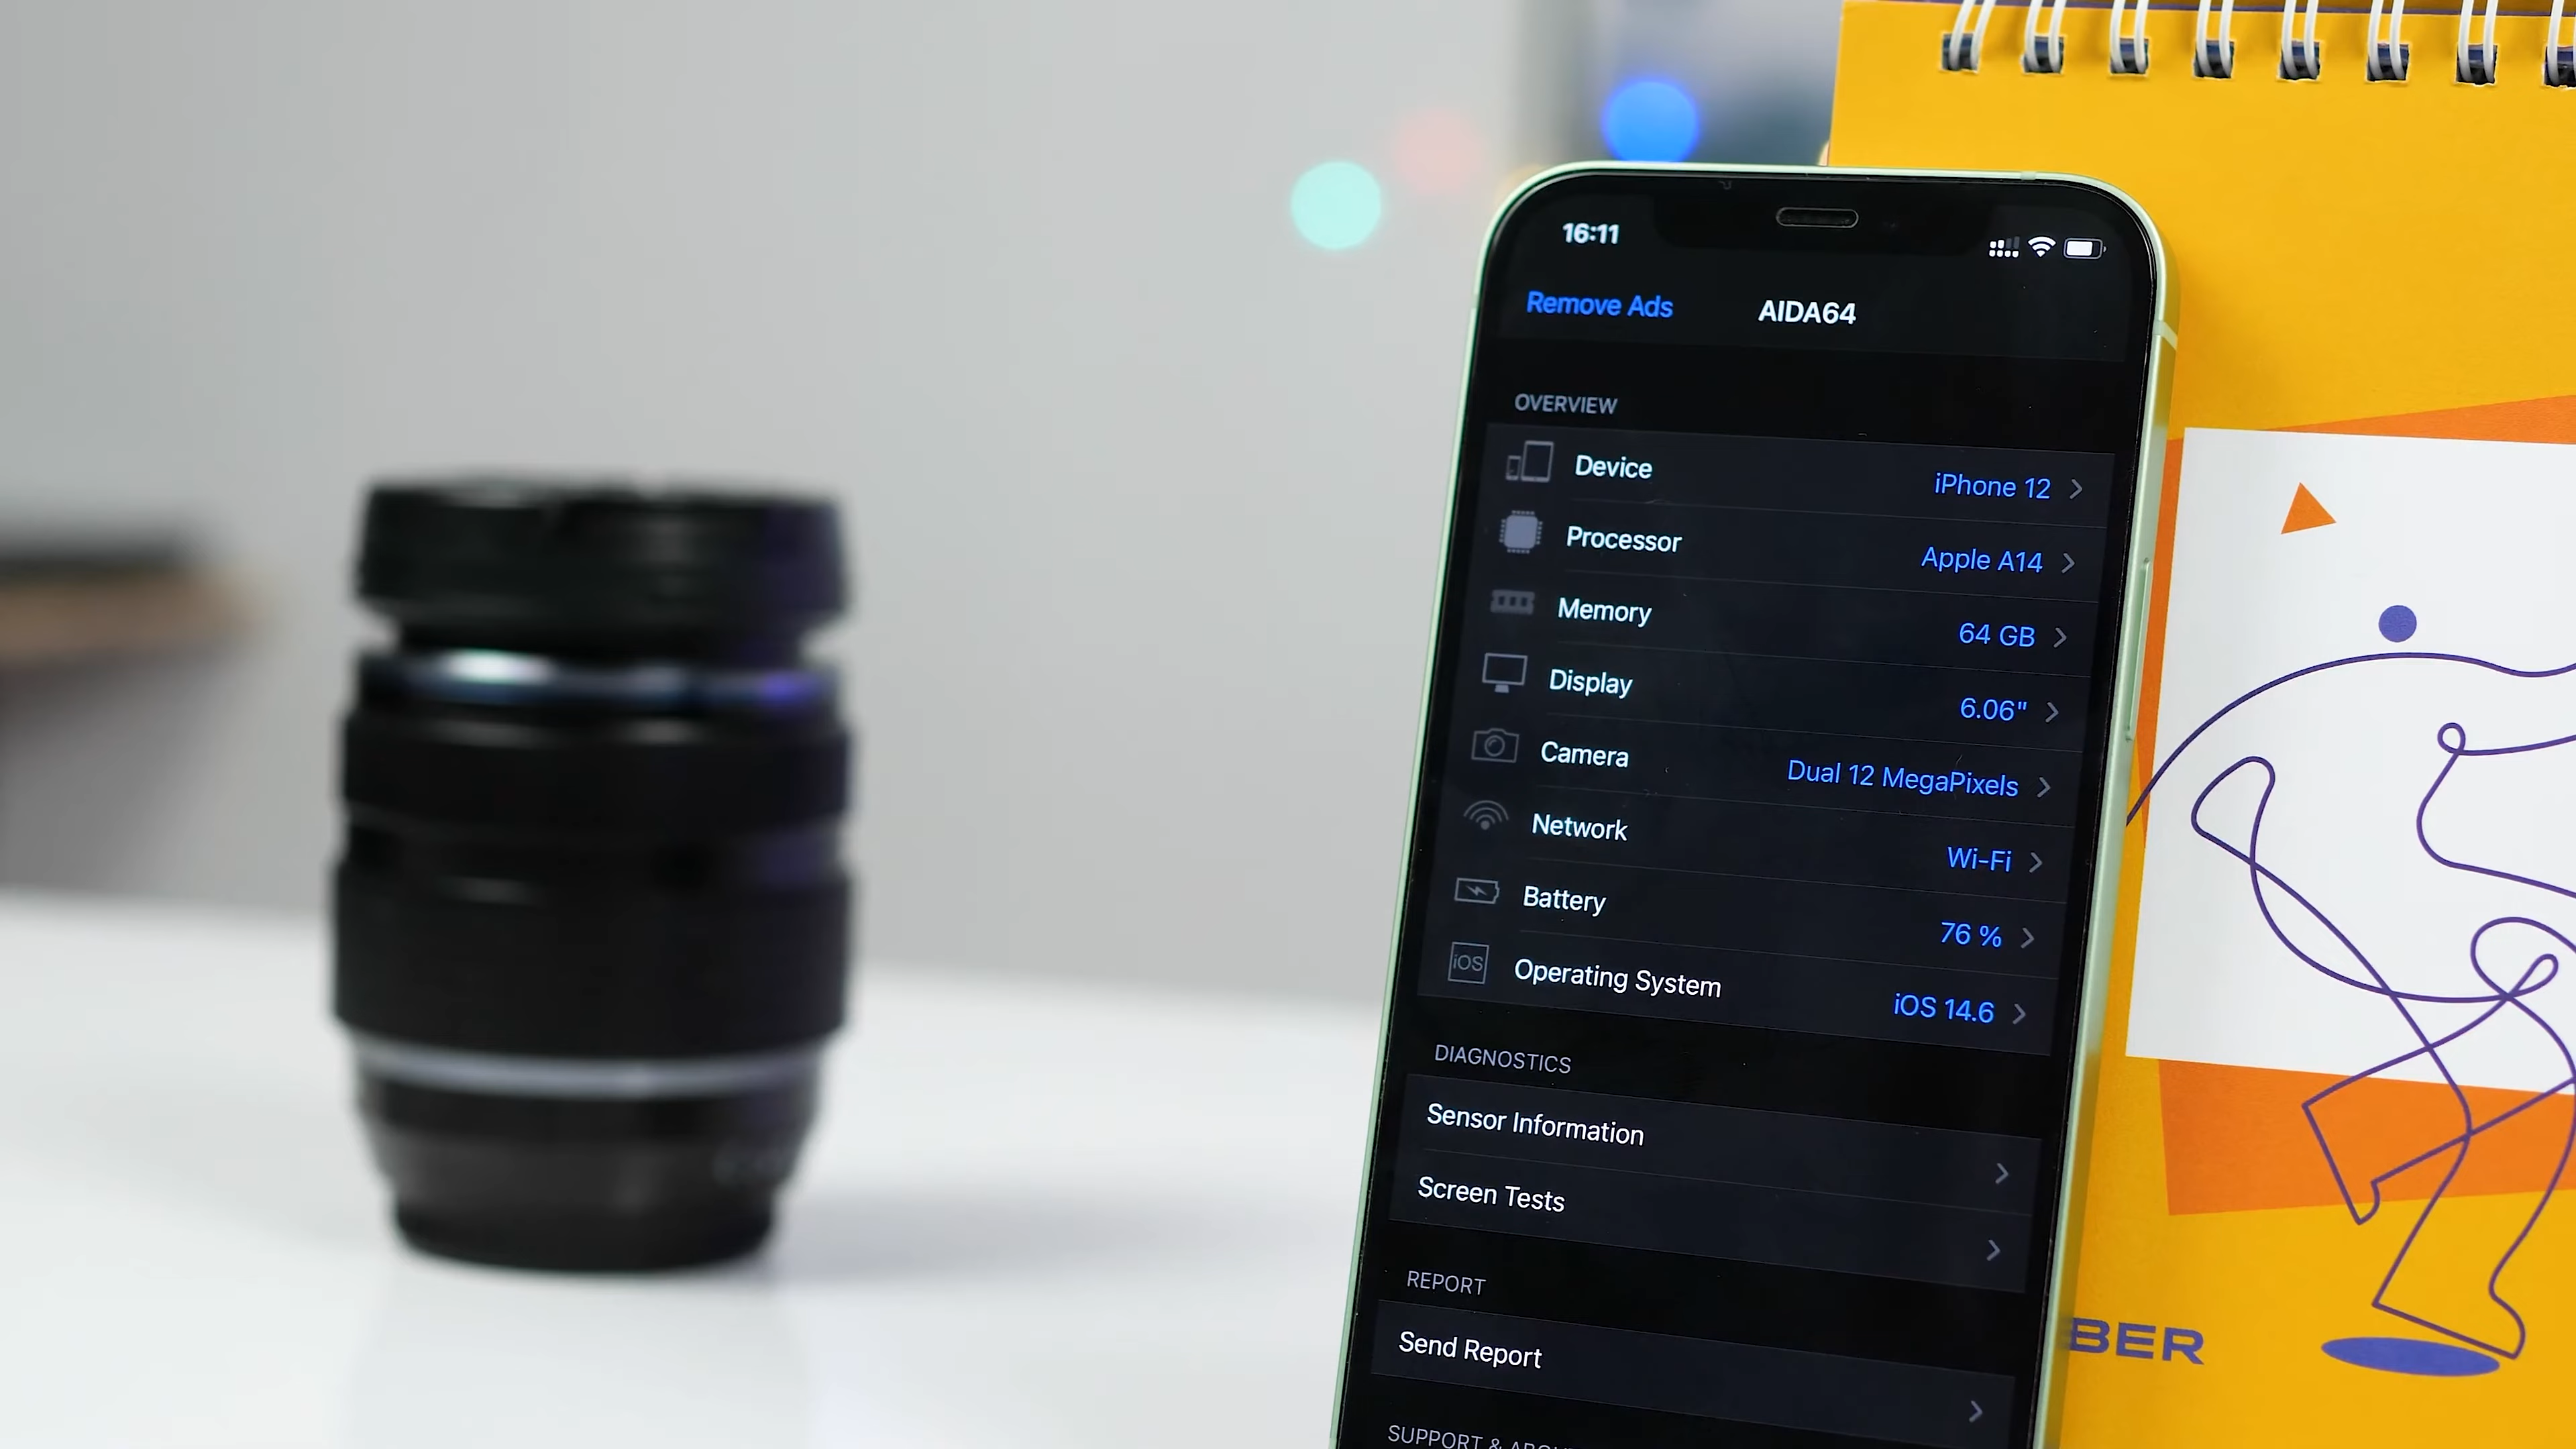 16:11
Remove Ads AIDA64
OVERVIEW
Device iPhone 12
Processor Apple A14
Memory 64 GB
Display 6.06"
Camera Dual 12 MegaPixels
Network Wi-Fi
Battery 76 %
iOS Operating System iOS 14.6
DIAGNOSTICS
Sensor Information
Screen Tests
REPORT
Send Report
SUPPORT &
BER